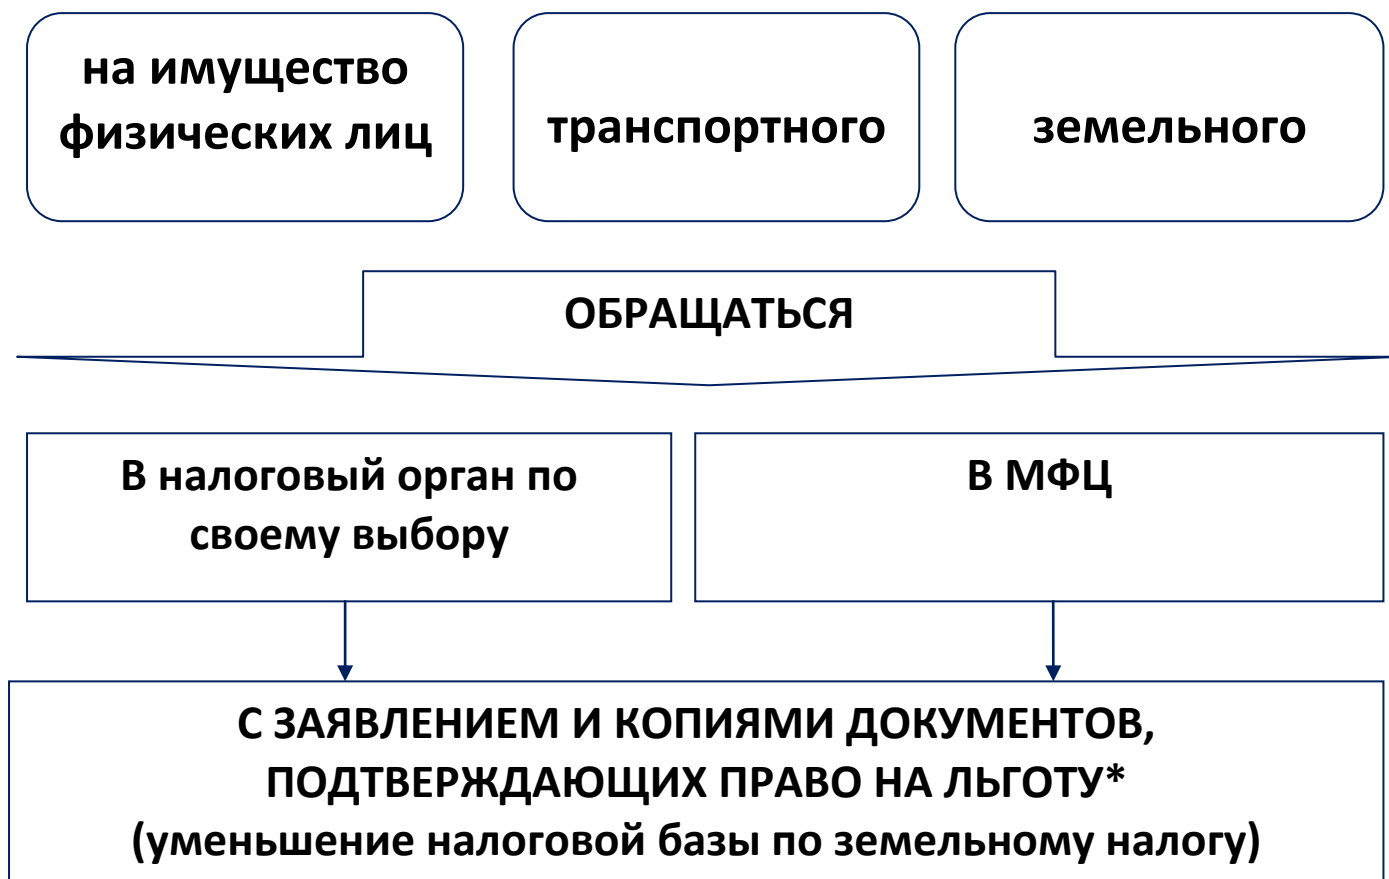 на имущество
физических лиц
транспортного
земельного
ОБРАЩАТЬСЯ
В налоговый орган по
своему выбору
В МФЦ
С ЗАЯВЛЕНИЕМ И КОПИЯМИ ДОКУМЕНТОВ,
ПОДТВЕРЖДАЮЩИХ ПРАВО НА ЛЬГОТУ*
(уменьшение налоговой базы по земельному налогу)